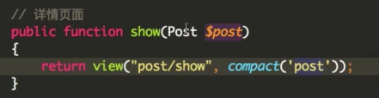 // 详情页面
public function show(Post $post)
{
return view("post/show", compact('post'));
}